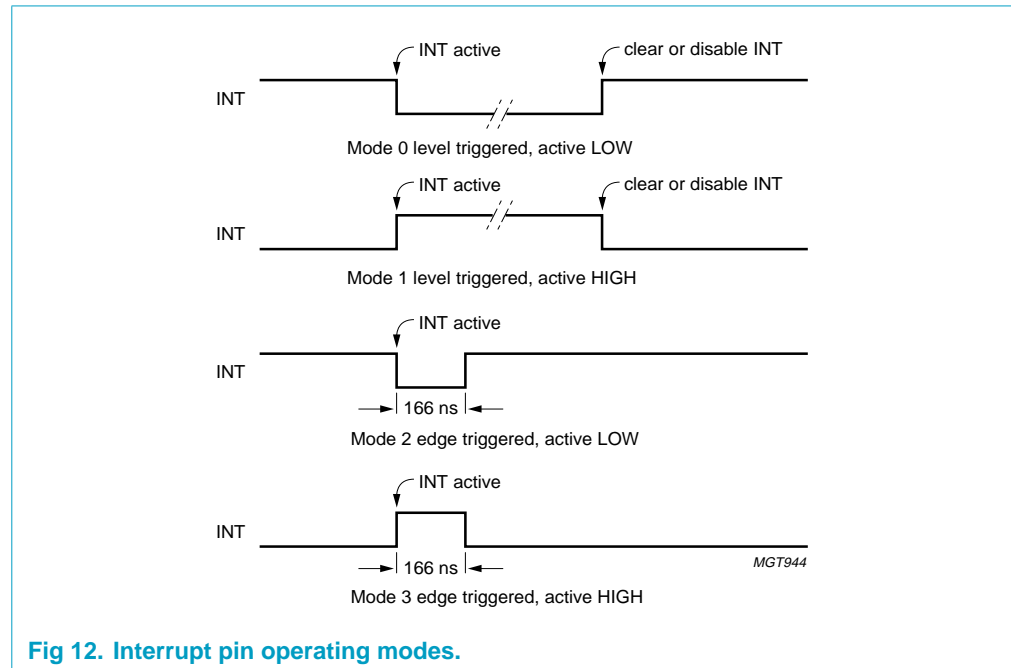 INT active
clear or disable INT
INT
Mode 0 level triggered, active LOW
INT active
clear or disable INT
INT
Mode 1 level triggered, active HIGH
INT active
INT
166 ns
Mode 2 edge triggered, active LOW
INT active
INT
166 ns
MGT944
Mode 3 edge triggered, active HIGH
Fig 12. Interrupt pin operating modes.